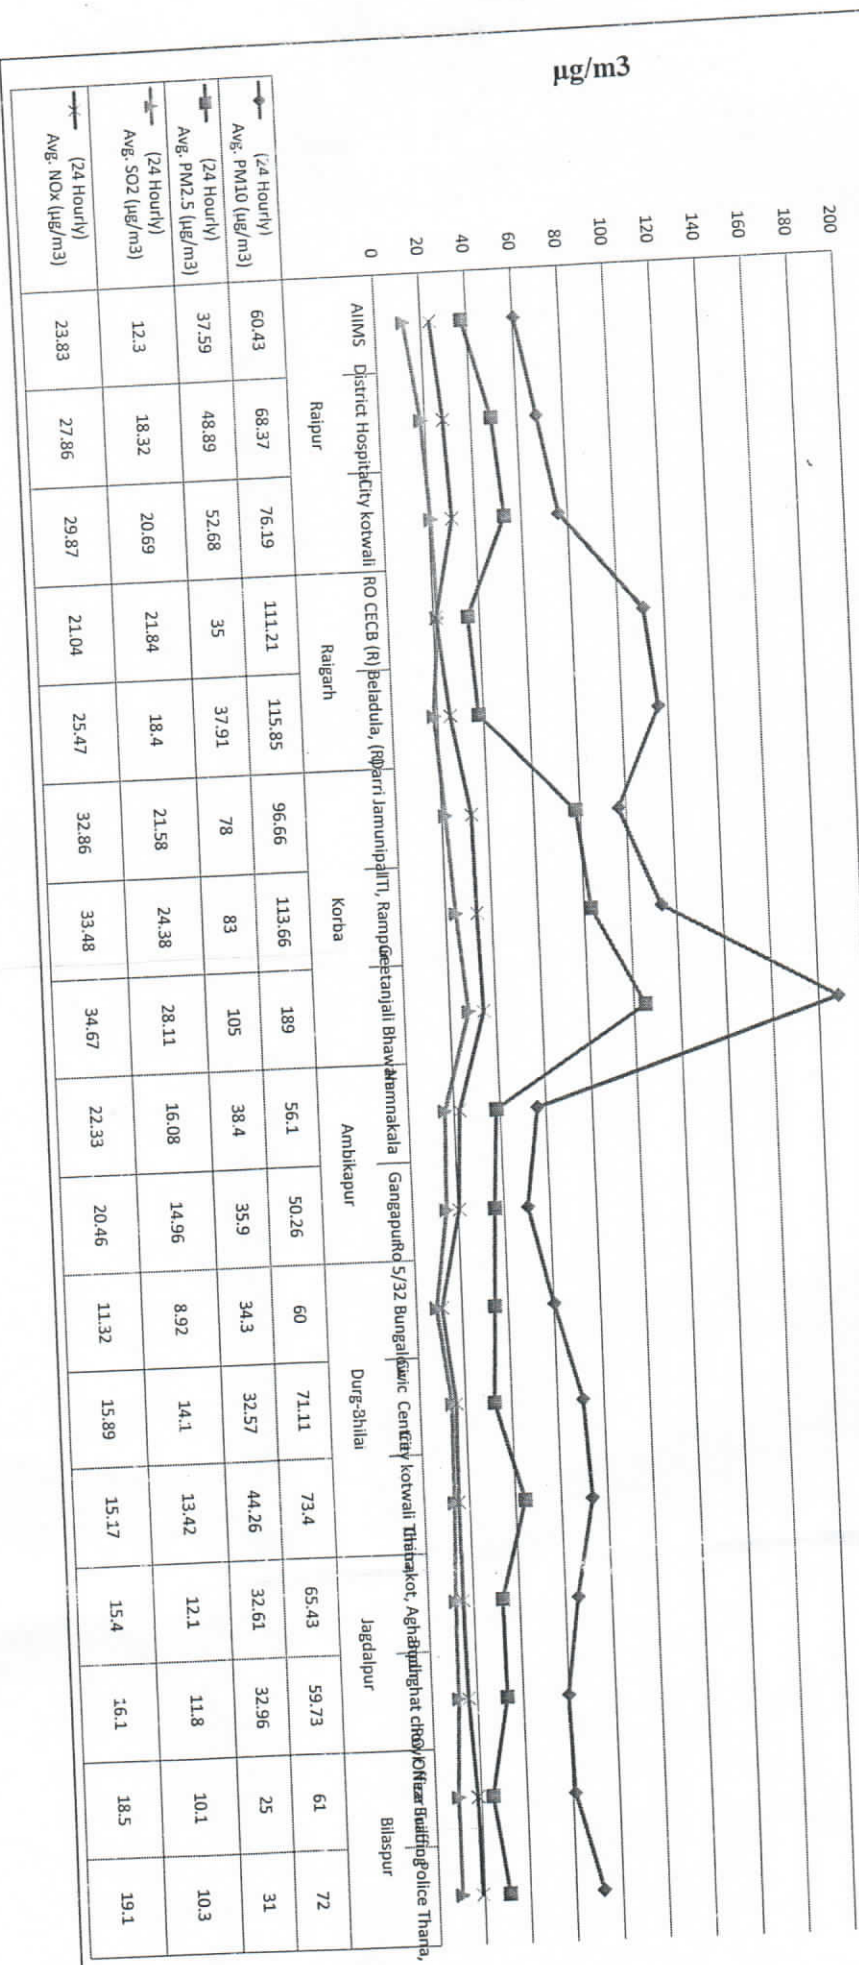 µg/m3
200
180
160
140
120
100
80
60
40
20
0
AIIMS District Hospital City kotwali RO CECB (R) Beladula, (R) Darri Jamunipali ITI, Rampur Geetanjali Bhawan Namnakala Gangapur Ro 5/32 Bungalow Civic Centre City kotwali Thana, Chitrakot, Office Building Police Thana,
Raipur Raigarh Korba Ambikapur Durg-Bhilai Jagdalpur Bilaspur
(24 Hourly) Avg. PM10 (µg/m3) 60.43 68.37 76.19 111.21 115.85 96.66 113.66 189 56.1 50.26 60 71.11 73.4 65.43 59.73 61 72
(24 Hourly) Avg. PM2.5 (µg/m3) 37.59 48.89 52.68 35 37.91 78 83 105 38.4 35.9 34.3 32.57 44.26 32.61 32.96 25 31
(24 Hourly) Avg. SO2 (µg/m3) 12.3 18.32 20.69 21.84 18.4 21.58 24.38 28.11 16.08 14.96 8.92 14.1 13.42 12.1 11.8 10.1 10.3
(24 Hourly) Avg. NOx (µg/m3) 23.83 27.86 29.87 21.04 25.47 32.86 33.48 34.67 22.33 20.46 11.32 15.89 15.17 15.4 16.1 18.5 19.1